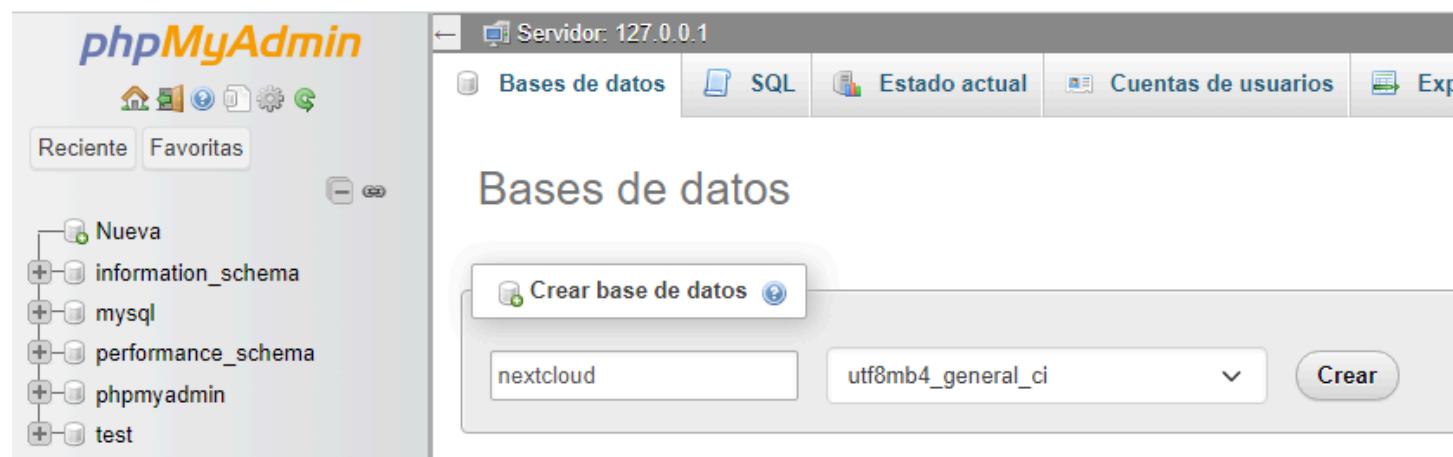 phpMyAdmin
Reciente Favoritas
Nueva
information_schema
mysql
performance_schema
phpmyadmin
test
Servidor: 127.0.0.1
Bases de datos SQL Estado actual Cuentas de usuarios Exp
Bases de datos
Crear base de datos
nextcloud utf8mb4_general_ci Crear